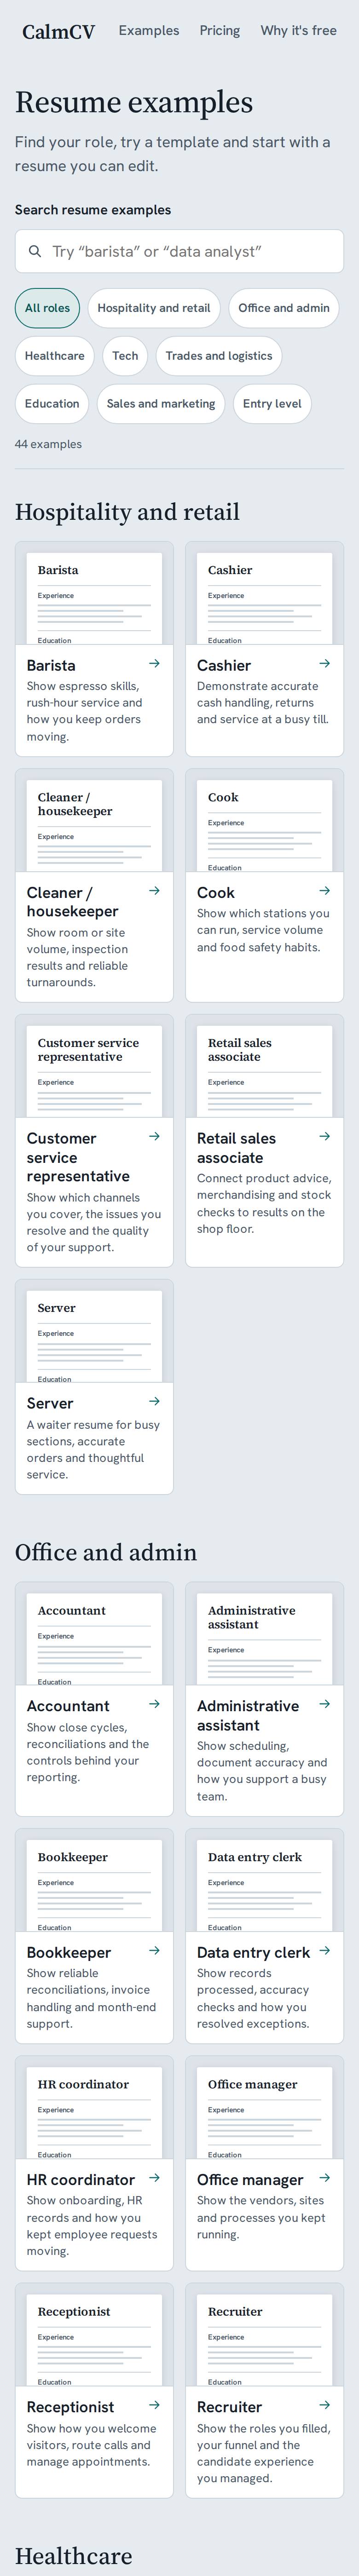 CalmCV
Examples
Pricing
Why it's free
Resume examples
Find your role, try a template and start with a
resume you can edit.
Search resume examples
Try “barista” or “data analyst”
All roles
Hospitality and retail
Office and admin
Healthcare
Tech
Trades and logistics
Education
Sales and marketing
Entry level
44 examples
Hospitality and retail
Barista
Experience
Education
Barista
Show espresso skills,
rush-hour service and
how you keep orders
moving.
Cashier
Experience
Education
Cashier
Demonstrate accurate
cash handling, returns
and service at a busy till.
Cleaner /
housekeeper
Experience
Cleaner /
housekeeper
Show room or site
volume, inspection
results and reliable
turnarounds.
Cook
Experience
Education
Cook
Show which stations you
can run, service volume
and food safety habits.
Customer service
representative
Experience
Customer
service
representative
Show which channels
you cover, the issues you
resolve and the quality
of your support.
Retail sales
associate
Experience
Retail sales
associate
Connect product advice,
merchandising and stock
checks to results on the
shop floor.
Server
Experience
Education
Server
A waiter resume for busy
sections, accurate
orders and thoughtful
service.
Office and admin
Accountant
Experience
Education
Accountant
Show close cycles,
reconciliations and the
controls behind your
reporting.
Administrative
assistant
Experience
Administrative
assistant
Show scheduling,
document accuracy and
how you support a busy
team.
Bookkeeper
Experience
Education
Bookkeeper
Show reliable
reconciliations, invoice
handling and month-end
support.
Data entry clerk
Experience
Education
Data entry clerk
Show records
processed, accuracy
checks and how you
resolved exceptions.
HR coordinator
Experience
Education
HR coordinator
Show onboarding, HR
records and how you
kept employee requests
moving.
Office manager
Experience
Education
Office manager
Show the vendors, sites
and processes you kept
running.
Receptionist
Experience
Education
Receptionist
Show how you welcome
visitors, route calls and
manage appointments.
Recruiter
Experience
Education
Recruiter
Show the roles you filled,
your funnel and the
candidate experience
you managed.
Healthcare